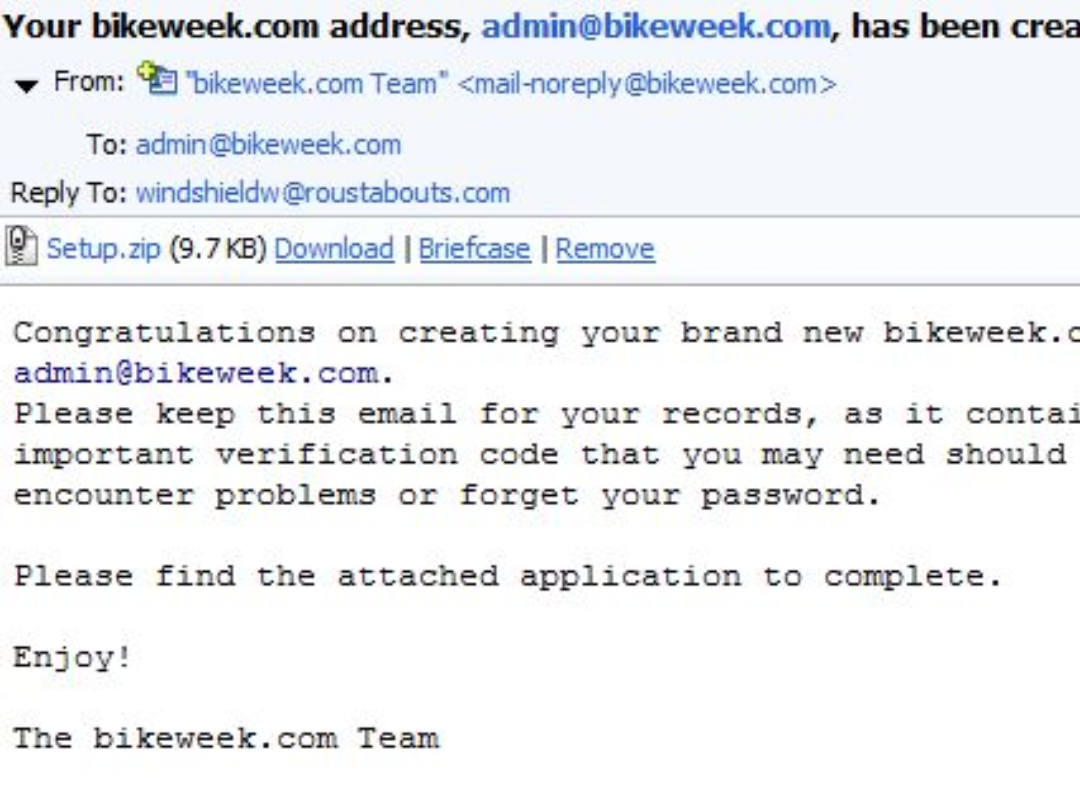 Your bikeweek.com address, admin@bikeweek.com, has been crea
From: "bikeweek.com Team" <mail-noreply@bikeweek.com>
To: admin@bikeweek.com
Reply To: windshieldw@roustabouts.com
Setup.zip (9.7 KB) Download | Briefcase | Remove
Congratulations on creating your brand new bikeweek.c
admin@bikeweek.com.
Please keep this email for your records, as it contai
important verification code that you may need should
encounter problems or forget your password.
Please find the attached application to complete.
Enjoy!
The bikeweek.com Team